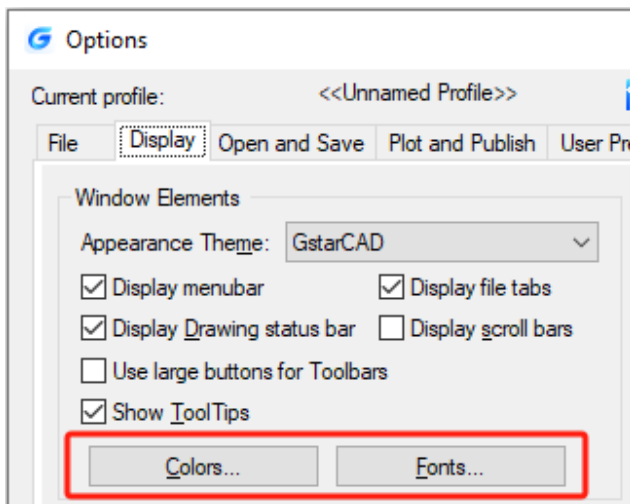 Options
Current profile: <<Unnamed Profile>>
File Display Open and Save Plot and Publish User Pr
Window Elements
Appearance Theme: GstarCAD
Display menubar Display file tabs
Display Drawing status bar Display scroll bars
Use large buttons for Toolbars
Show ToolTips
Colors... Fonts...